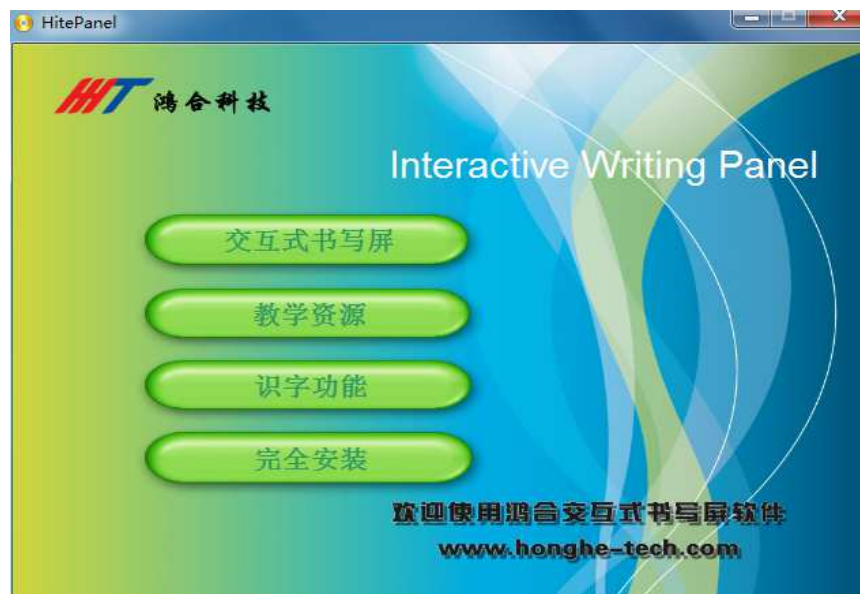 HitePanel
HHT 鸿合科技
Interactive Writing Panel
交互式书写屏
教学资源
识字功能
完全安装
欢迎使用鸿合交互式书写屏软件
www.honghe-tech.com